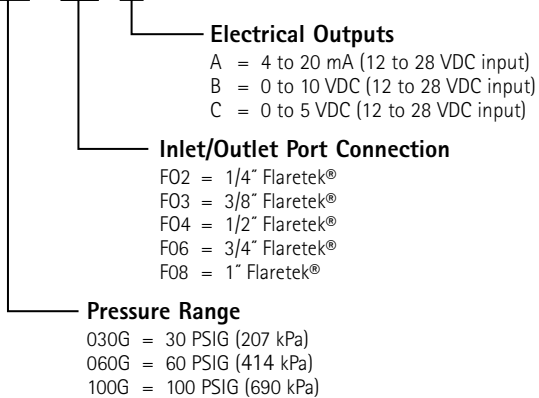 Electrical Outputs
A = 4 to 20 mA (12 to 28 VDC input)
B = 0 to 10 VDC (12 to 28 VDC input)
C = 0 to 5 VDC (12 to 28 VDC input)
Inlet/Outlet Port Connection
FO2 = 1/4˝ Flaretek®
FO3 = 3/8˝ Flaretek®
FO4 = 1/2˝ Flaretek®
F06 = 3/4˝ Flaretek®
F08 = 1˝ Flaretek®
Pressure Range
030G = 30 PSIG (207 kPa)
060G = 60 PSIG (414 kPa)
100G = 100 PSIG (690 kPa)